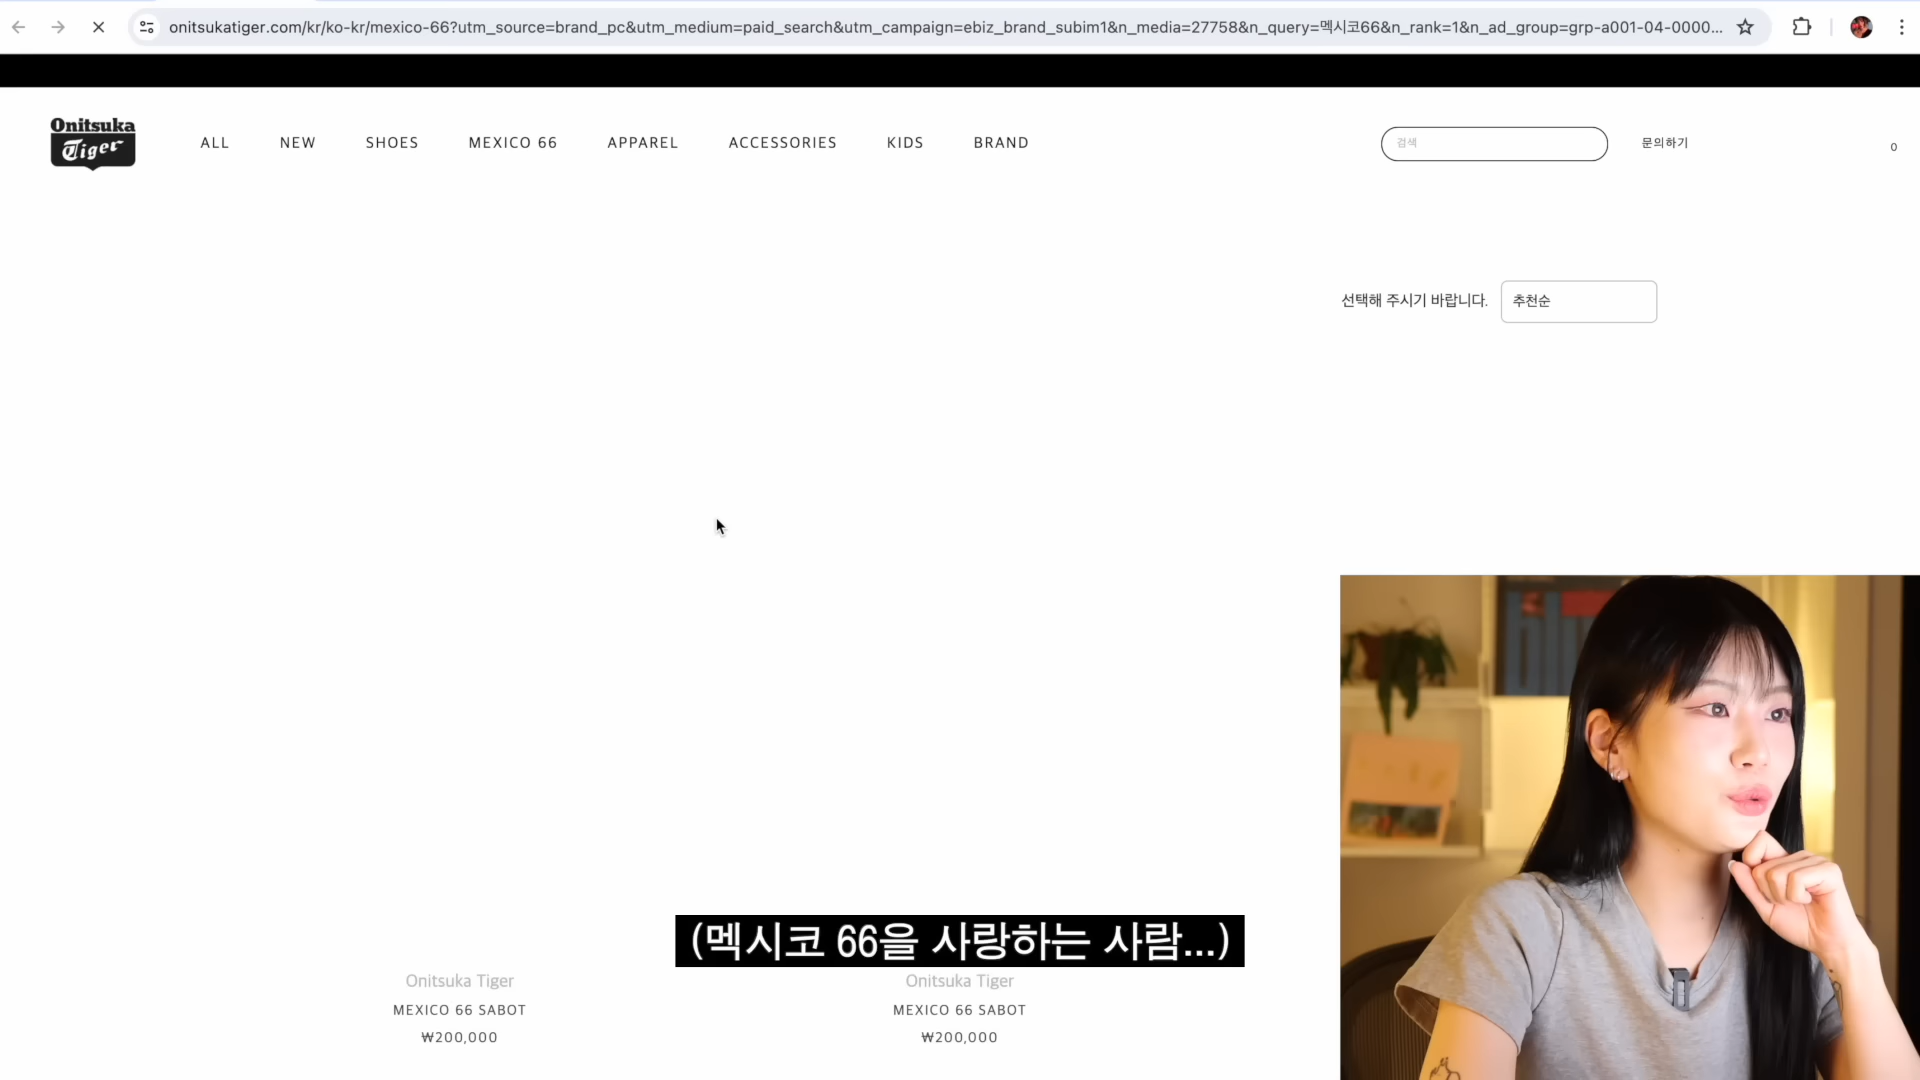 onitsukatiger.com/kr/ko-kr/mexico-66?utm_source=brand_pc&utm_medium=paid_search&utm_campaign=ebiz_brand_subim1&n_media=27758&n_query=멕시코66&n_rank=1&n_ad_group=grp-a001-04-0000...
Onitsuka Tiger
ALL NEW SHOES MEXICO 66 APPAREL ACCESSORIES KIDS BRAND
검색
문의하기
0
선택해 주시기 바랍니다. 추천순
(멕시코 66을 사랑하는 사람...)
Onitsuka Tiger
MEXICO 66 SABOT
₩200,000
Onitsuka Tiger
MEXICO 66 SABOT
₩200,000